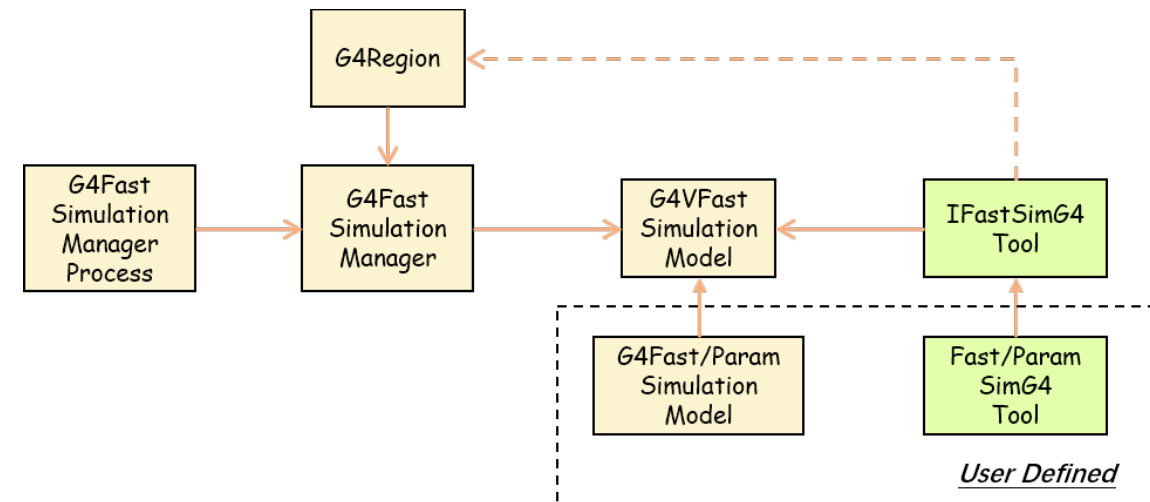 G4Region
G4Fast
Simulation
Manager
Process
G4Fast
Simulation
Manager
G4VFast
Simulation
Model
IFastSimG4
Tool
G4Fast/Param
Simulation
Model
Fast/Param
SimG4
Tool
User Defined